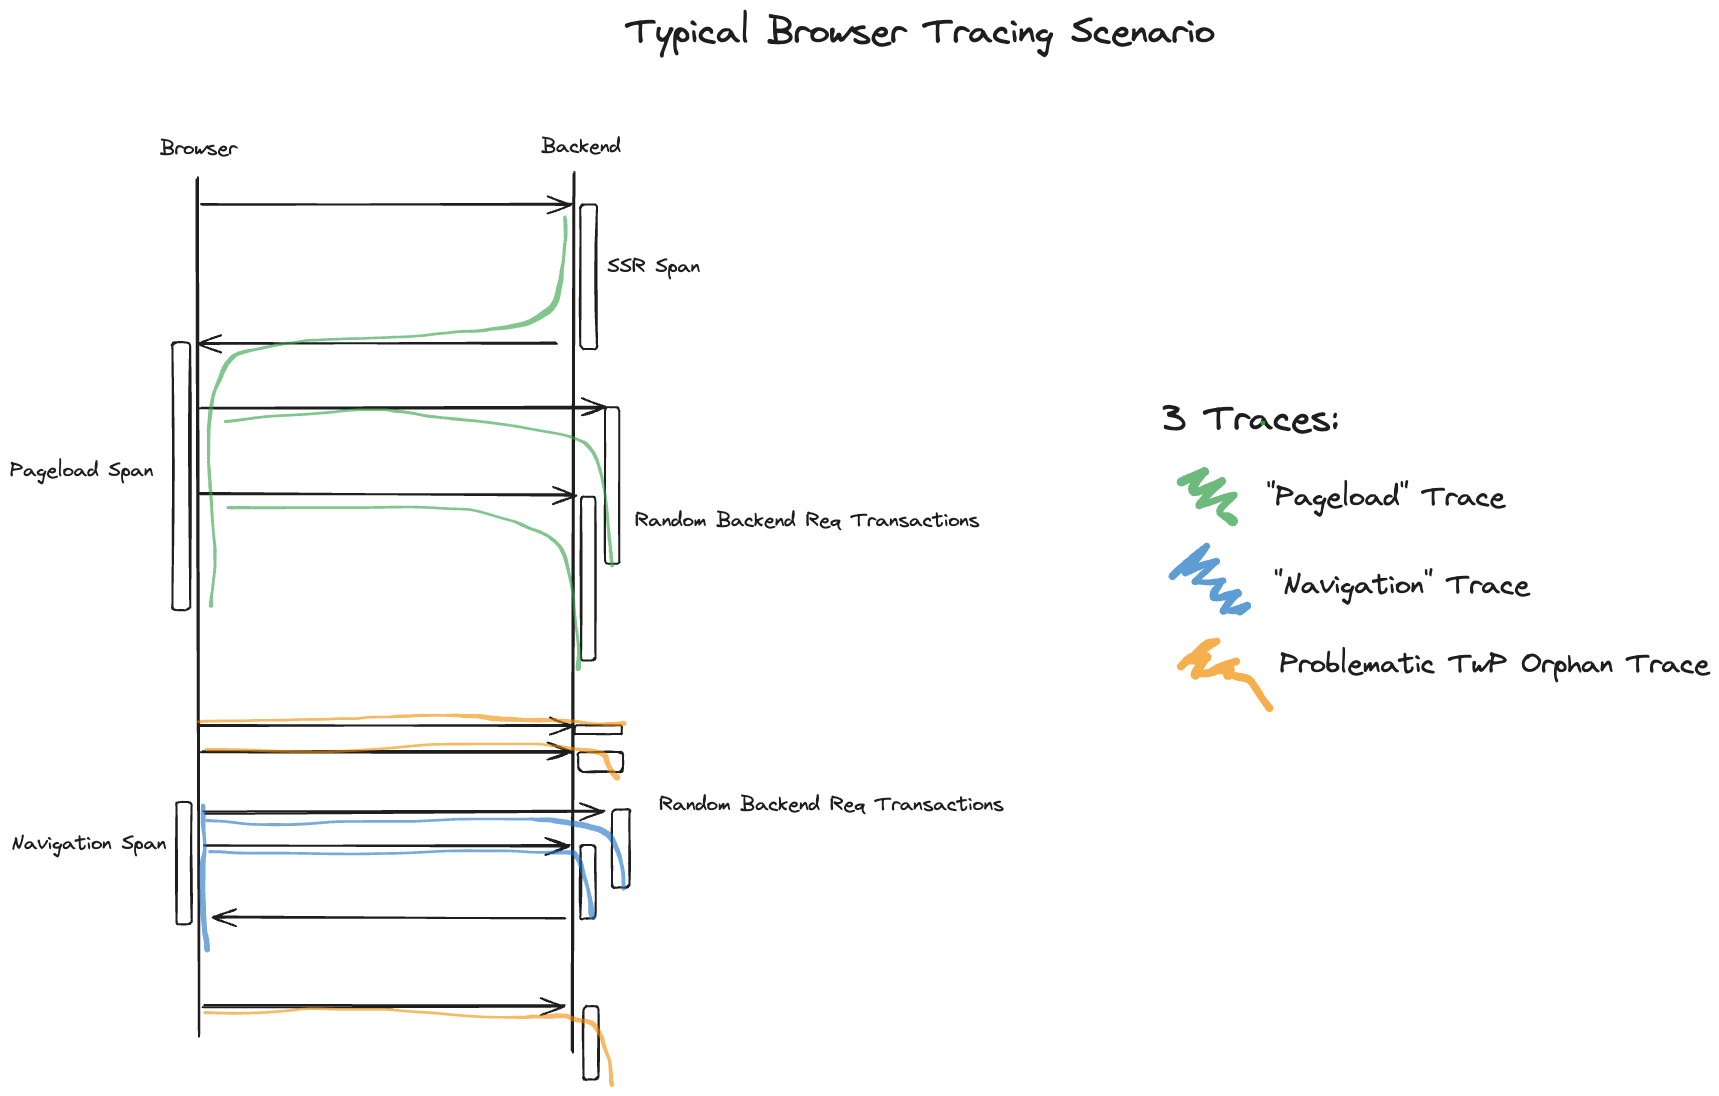 Typical Browser Tracing Scenario
Browser
Backend
SSR Span
Pageload Span
Random Backend Req Transactions
Random Backend Req Transactions
Navigation Span
3 Traces:
"Pageload" Trace
"Navigation" Trace
Problematic TwP Orphan Trace